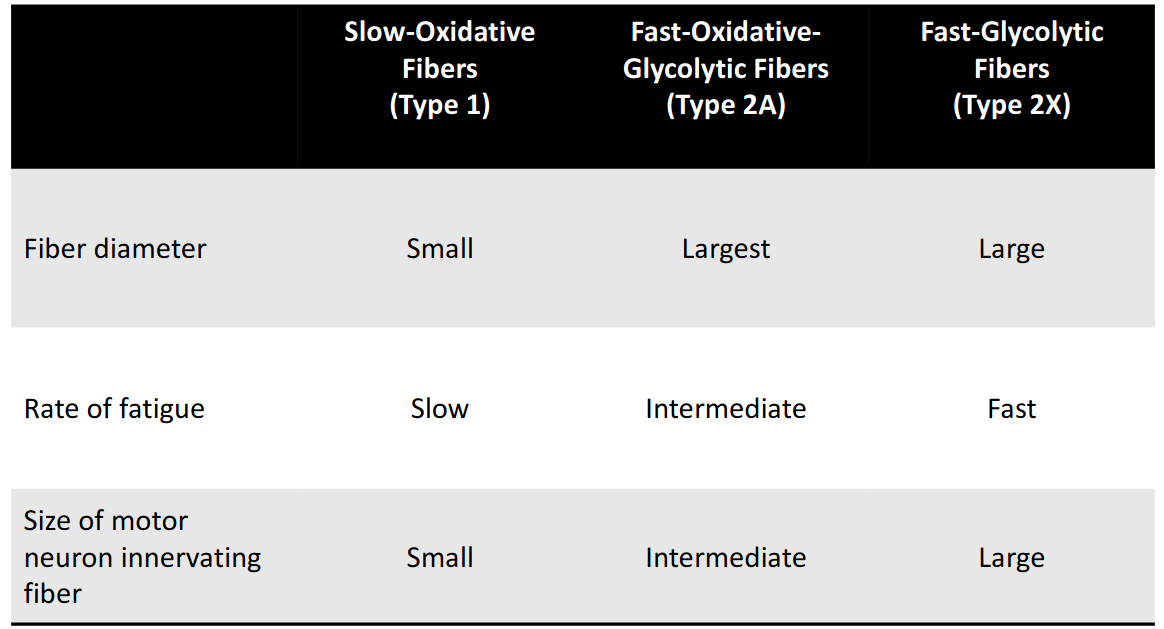 Slow-Oxidative
Fibers
(Type 1)
Fast-Oxidative-
Glycolytic Fibers
(Type 2A)
Fast-Glycolytic
Fibers
(Type 2X)
Fiber diameter
Small
Largest
Large
Rate of fatigue
Slow
Intermediate
Fast
Size of motor
neuron innervating
fiber
Small
Intermediate
Large